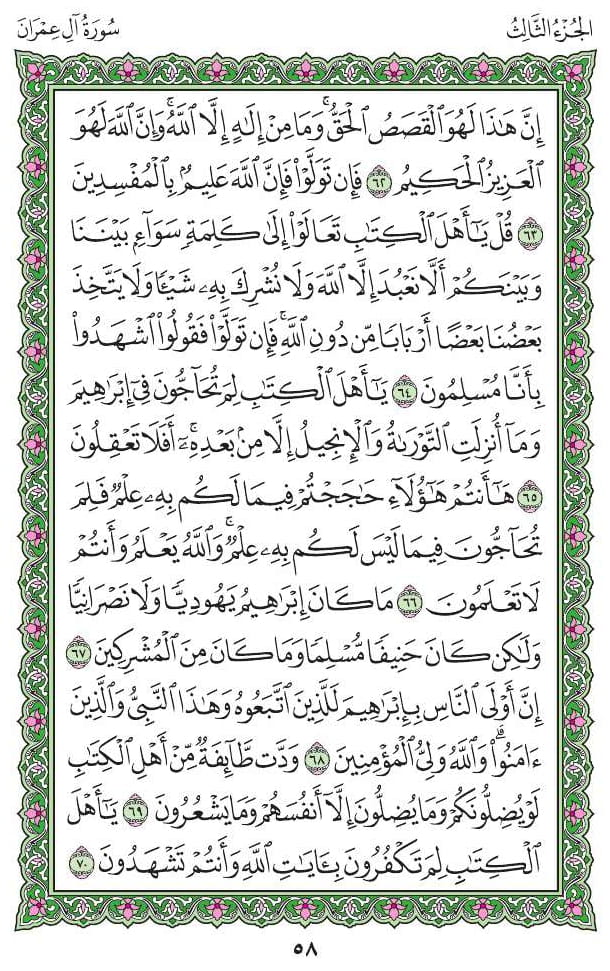 الجُزْءُ الثَّالِثُ
سُورَةُ آلِ عِمْرَانَ
إِنَّ هَٰذَا لَهُوَ ٱلْقَصَصُ ٱلْحَقُّ ۚ وَمَا مِنْ إِلَٰهٍ إِلَّا ٱللَّهُ ۚ وَإِنَّ ٱللَّهَ لَهُوَ
ٱلْعَزِيزُ ٱلْحَكِيمُ ٦٢ فَإِن تَوَلَّوْا۟ فَإِنَّ ٱللَّهَ عَلِيمٌۢ بِٱلْمُفْسِدِينَ
٦٣ قُلْ يَٰٓأَهْلَ ٱلْكِتَٰبِ تَعَالَوْا۟ إِلَىٰ كَلِمَةٍ سَوَآءٍۭ بَيْنَنَا
وَبَيْنَكُمْ أَلَّا نَعْبُدَ إِلَّا ٱللَّهَ وَلَا نُشْرِكَ بِهِۦ شَيْـًٔا وَلَا يَتَّخِذَ
بَعْضُنَا بَعْضًا أَرْبَابًا مِّن دُونِ ٱللَّهِ ۚ فَإِن تَوَلَّوْا۟ فَقُولُوا۟ ٱشْهَدُوا۟
بِأَنَّا مُسْلِمُونَ ٦٤ يَٰٓأَهْلَ ٱلْكِتَٰبِ لِمَ تُحَآجُّونَ فِىٓ إِبْرَٰهِيمَ
وَمَآ أُنزِلَتِ ٱلتَّوْرَىٰةُ وَٱلْإِنجِيلُ إِلَّا مِنۢ بَعْدِهِۦٓ ۚ أَفَلَا تَعْقِلُونَ
٦٥ هَٰٓأَنتُمْ هَٰٓؤُلَآءِ حَٰجَجْتُمْ فِيمَا لَكُم بِهِۦ عِلْمٌ فَلِمَ
تُحَآجُّونَ فِيمَا لَيْسَ لَكُم بِهِۦ عِلْمٌ ۚ وَٱللَّهُ يَعْلَمُ وَأَنتُمْ
لَا تَعْلَمُونَ ٦٦ مَا كَانَ إِبْرَٰهِيمُ يَهُودِيًّا وَلَا نَصْرَانِيًّا
وَلَٰكِن كَانَ حَنِيفًا مُّسْلِمًا وَمَا كَانَ مِنَ ٱلْمُشْرِكِينَ ٦٧
إِنَّ أَوْلَى ٱلنَّاسِ بِإِبْرَٰهِيمَ لَلَّذِينَ ٱتَّبَعُوهُ وَهَٰذَا ٱلنَّبِىُّ وَٱلَّذِينَ
ءَامَنُوا۟ ۗ وَٱللَّهُ وَلِىُّ ٱلْمُؤْمِنِينَ ٦٨ وَدَّت طَّآئِفَةٌ مِّنْ أَهْلِ ٱلْكِتَٰبِ
لَوْ يُضِلُّونَكُمْ وَمَا يُضِلُّونَ إِلَّآ أَنفُسَهُمْ وَمَا يَشْعُرُونَ ٦٩ يَٰٓأَهْلَ
ٱلْكِتَٰبِ لِمَ تَكْفُرُونَ بِـَٔايَٰتِ ٱللَّهِ وَأَنتُمْ تَشْهَدُونَ ٧٠
٥٨